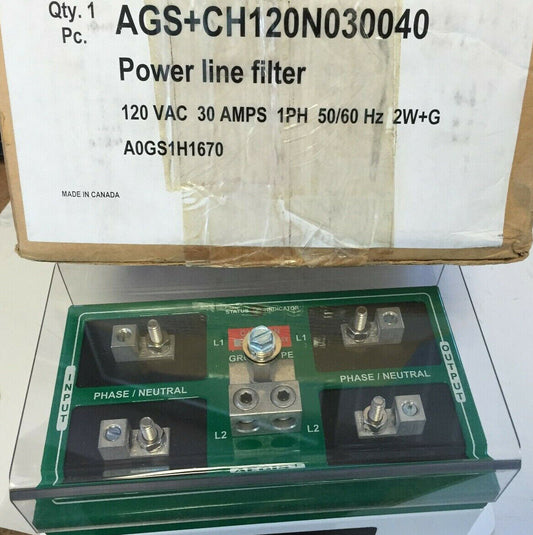 Qty. 1 AGS+CH120N030040
Pc.
Power line filter
120 VAC 30 AMPS 1PH 50/60 Hz 2W+G
A0GS1H1670
MADE IN CANADA
STATUS INDICATOR
L1 L1
PE
INPUT
PHASE / NEUTRAL
PHASE / NEUTRAL
OUTPUT
L2 L2